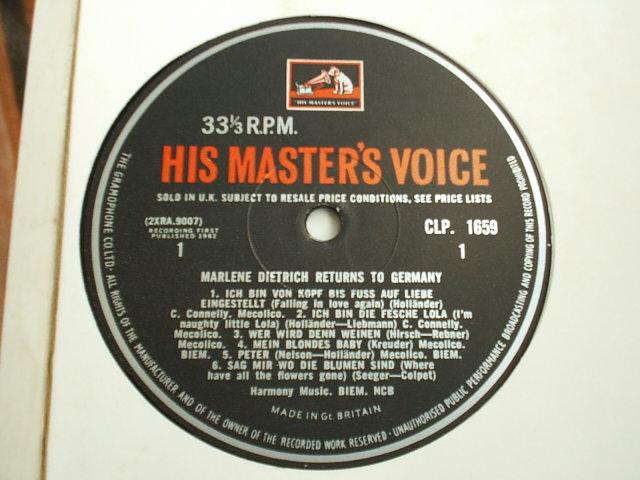 "HIS MASTER'S VOICE"
33⅓ R.P.M.
HIS MASTER'S VOICE
SOLD IN U.K. SUBJECT TO RESALE PRICE CONDITIONS, SEE PRICE LISTS
(2XRA.9007)
RECORDING FIRST
PUBLISHED 1962
1
CLP. 1659
1
MARLENE DIETRICH RETURNS TO GERMANY
1. ICH BIN VON KOPF BIS FUSS AUF LIEBE
EINGESTELLT (Falling in love again) (Holländer)
C. Connelly. Mecolico. 2. ICH BIN DIE FESCHE LOLA (I'm
naughty little Lola) (Holländer—Liebmann) C. Connelly.
Mecolico. 3. WER WIRD DENN WEINEN (Hirsch—Rebner)
Mecolico. 4. MEIN BLONDES BABY (Kreuder) Mecolico.
BIEM. 5. PETER (Nelson—Holländer) Mecolico. BIEM.
6. SAG MIR WO DIE BLUMEN SIND (Where
have all the flowers gone) (Seeger—Colpet)
Harmony Music. BIEM. NCB
MADE IN Gt. BRITAIN
THE GRAMOPHONE CO. LTD. · ALL RIGHTS OF THE MANUFACTURER AND OF THE OWNER OF THE RECORDED WORK RESERVED · UNAUTHORISED PUBLIC PERFORMANCE BROADCASTING AND COPYING OF THIS RECORD PROHIBITED